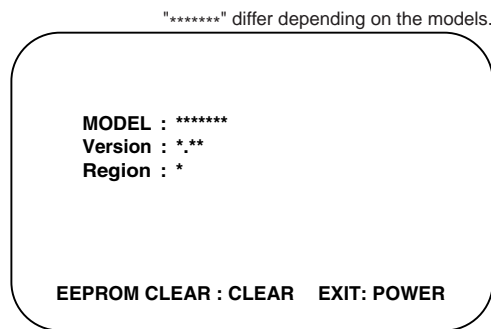 "*******" differ depending on the models.
MODEL : *******
Version : *.**
Region : *
EEPROM CLEAR : CLEAR EXIT: POWER